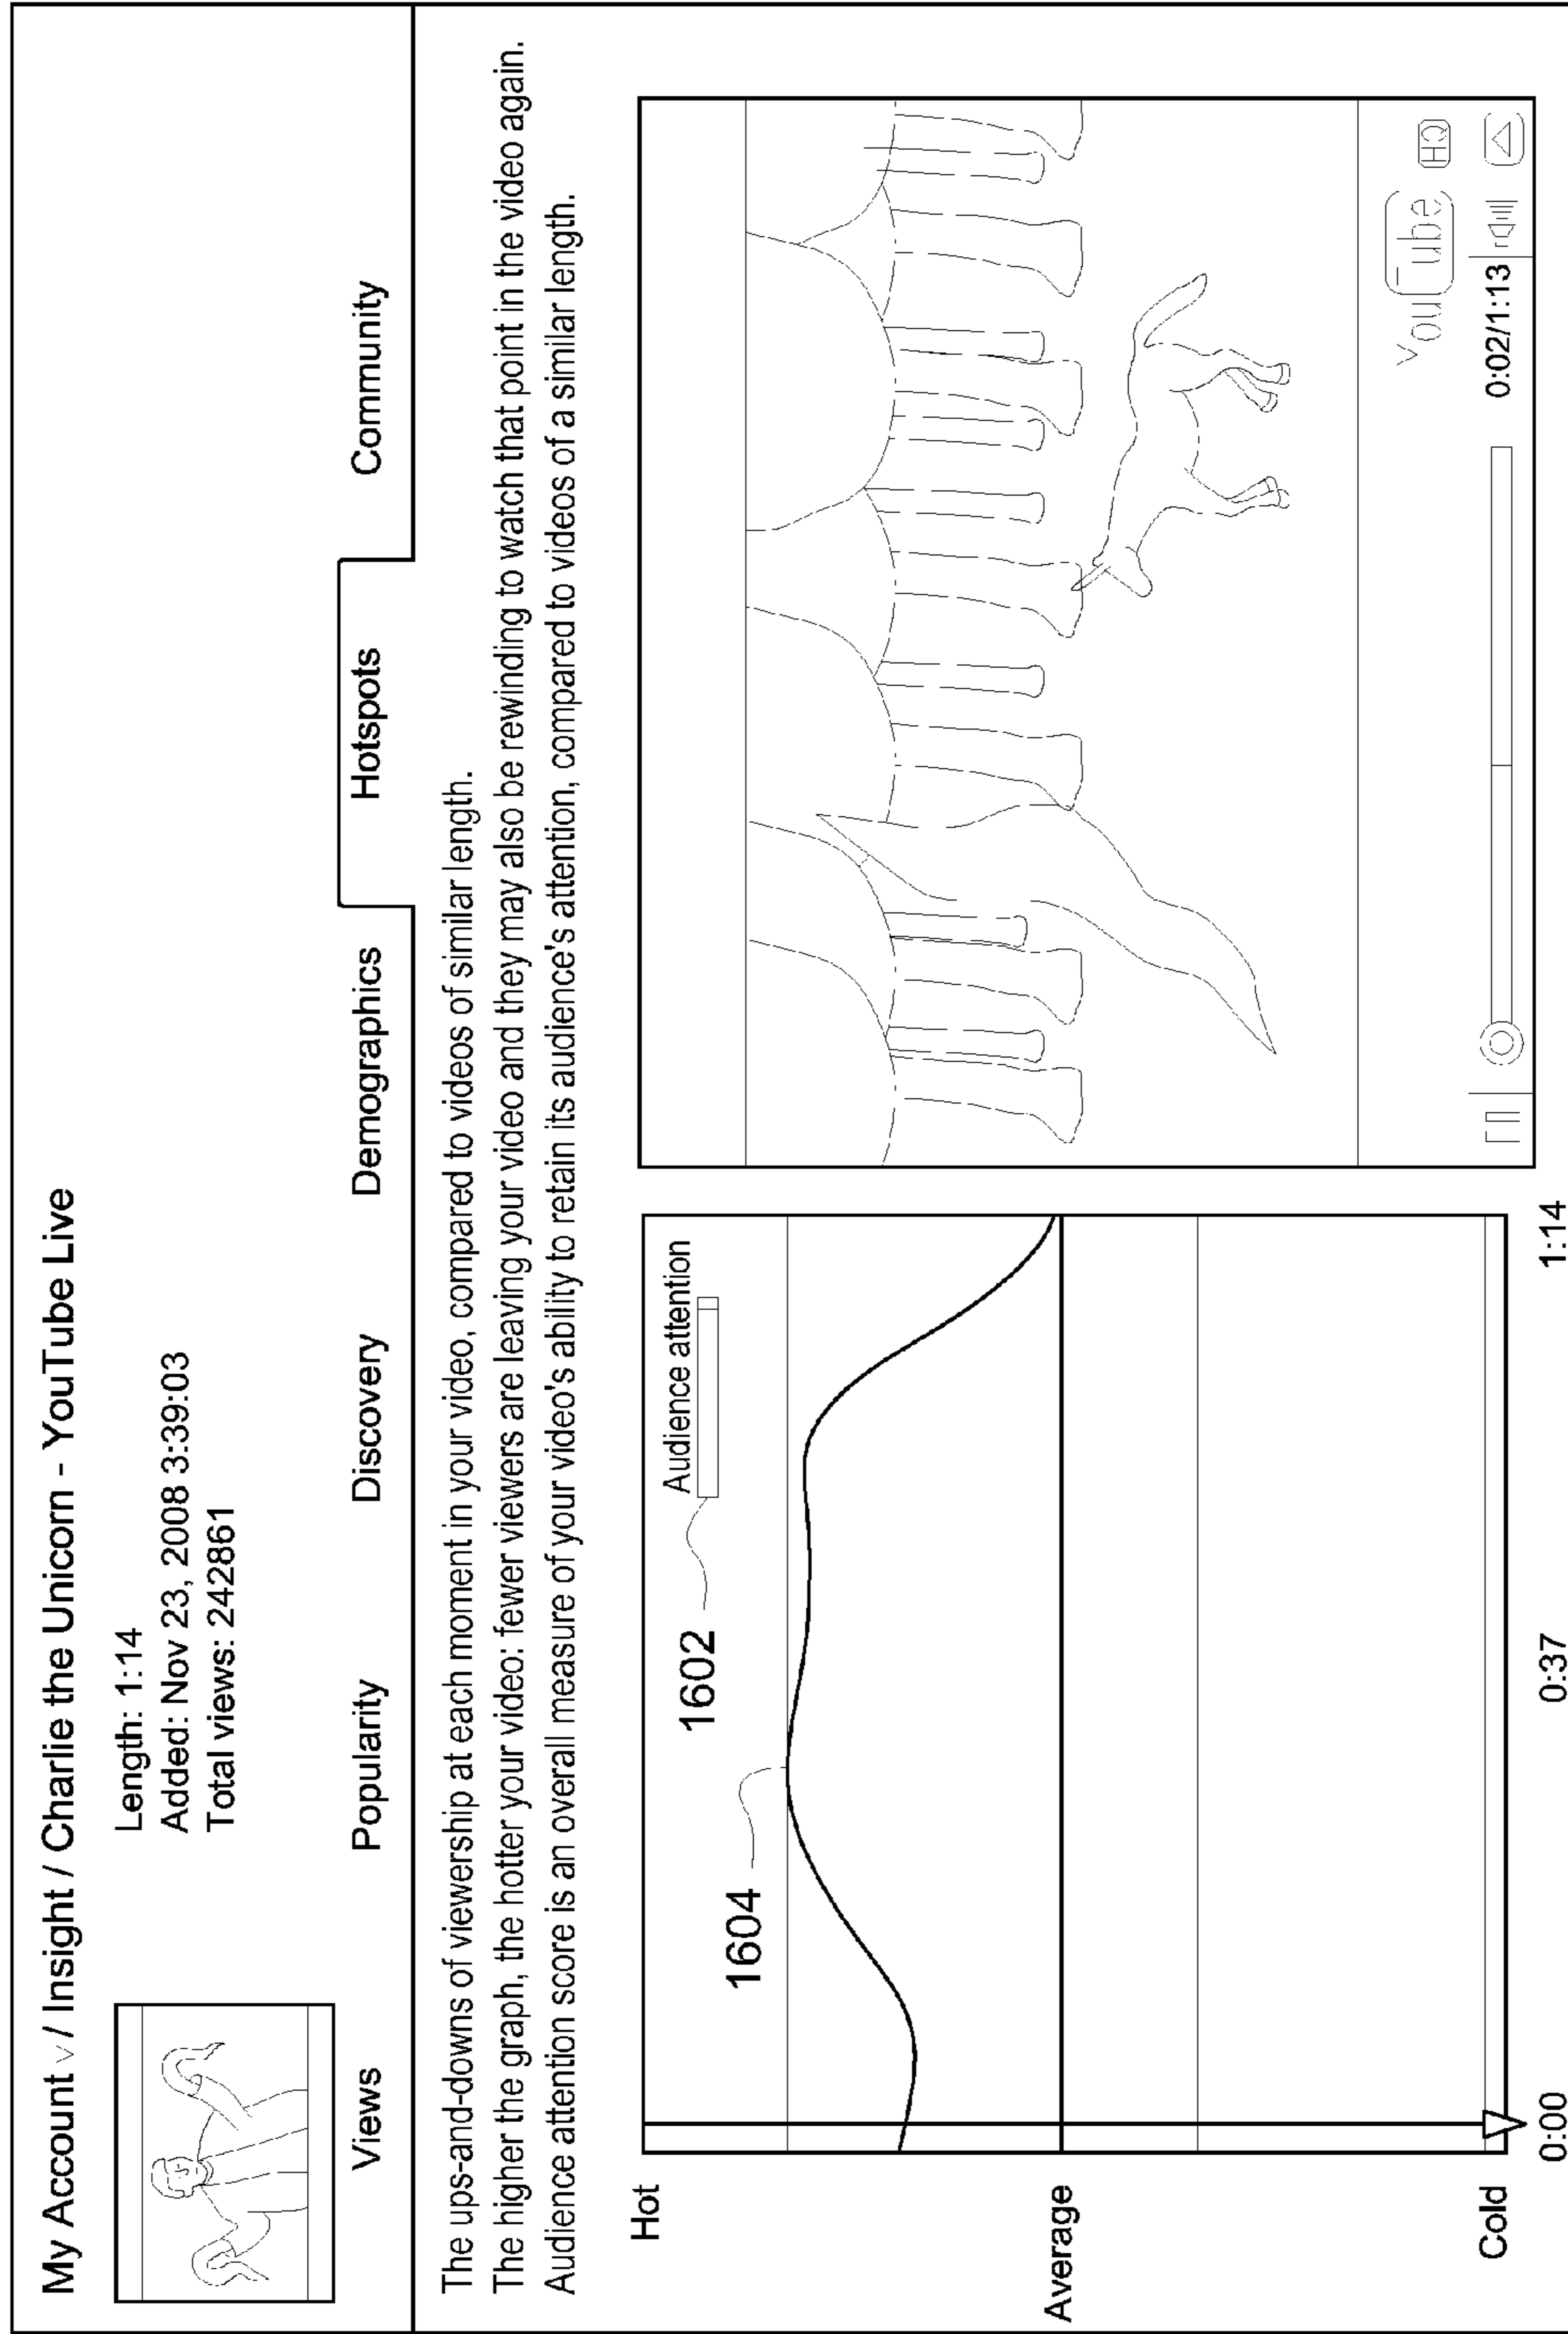 My Account v / Insight / Charlie the Unicorn - YouTube Live
Length: 1:14
Added: Nov 23, 2008 3:39:03
Total views: 242861
Views Popularity Discovery Demographics Hotspots Community
The ups-and-downs of viewership at each moment in your video, compared to videos of similar length.
The higher the graph, the hotter your video: fewer viewers are leaving your video and they may also be rewinding to watch that point in the video again.
Audience attention score is an overall measure of your video's ability to retain its audience's attention, compared to videos of a similar length.
Hot
Audience attention
1602
1604
Average
Cold
0:00 0:37 1:14
YouTube
HQ
0:02/1:13